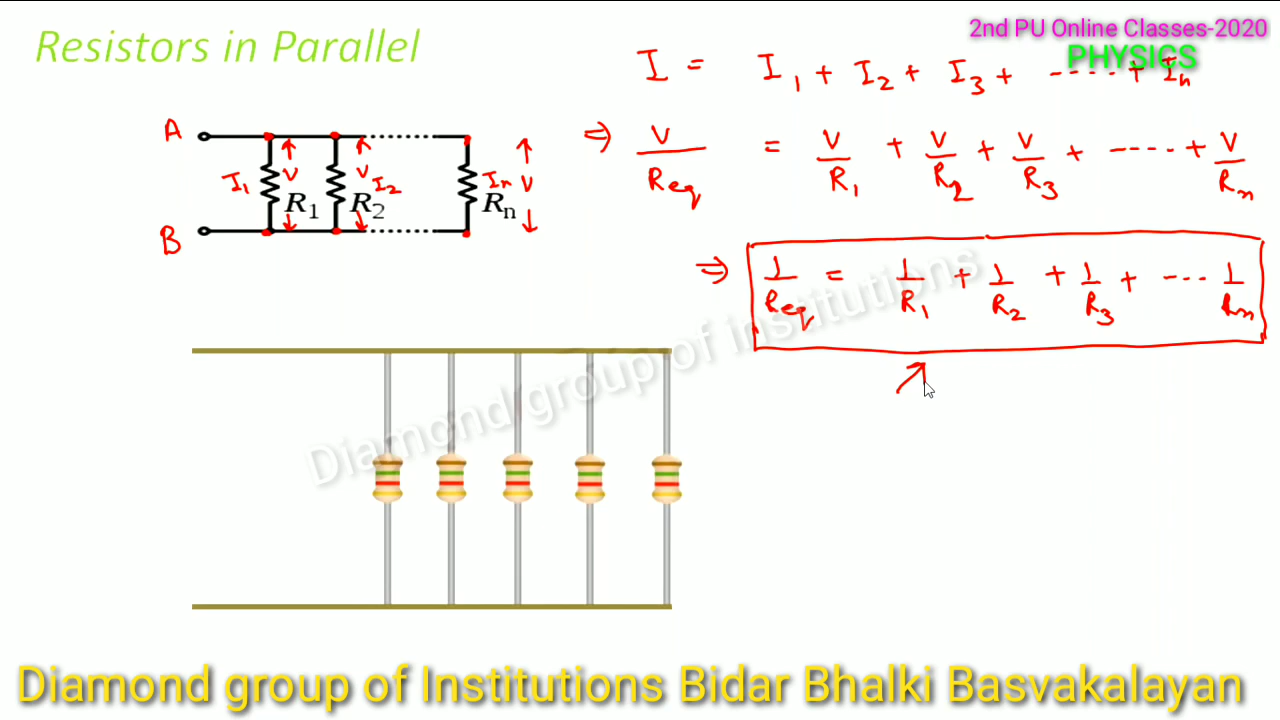 Resistors in Parallel
2nd PU Online Classes-2020
PHYSICS
I = I₁ + I₂ + I₃ + ----- + Iₙ
⇒ V/Req = V/R₁ + V/R₂ + V/R₃ + ----- + V/Rₙ
⇒ 1/Req = 1/R₁ + 1/R₂ + 1/R₃ + --- 1/Rₙ
A
I₁ V R₁ V I₂ R₂ Iₙ V Rₙ
B
Diamond group of Institutions
Diamond group of Institutions Bidar Bhalki Basvakalayan